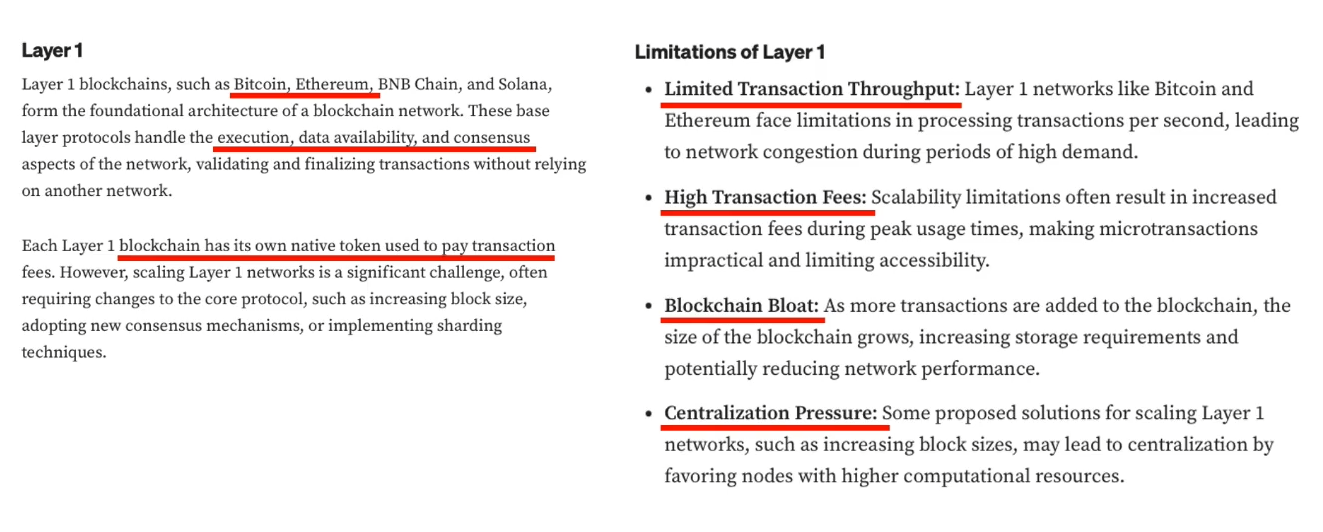 Layer 1
Layer 1 blockchains, such as Bitcoin, Ethereum, BNB Chain, and Solana,
form the foundational architecture of a blockchain network. These base
layer protocols handle the execution, data availability, and consensus
aspects of the network, validating and finalizing transactions without relying
on another network.
Each Layer 1 blockchain has its own native token used to pay transaction
fees. However, scaling Layer 1 networks is a significant challenge, often
requiring changes to the core protocol, such as increasing block size,
adopting new consensus mechanisms, or implementing sharding
techniques.
Limitations of Layer 1
• Limited Transaction Throughput: Layer 1 networks like Bitcoin and
Ethereum face limitations in processing transactions per second, leading
to network congestion during periods of high demand.
• High Transaction Fees: Scalability limitations often result in increased
transaction fees during peak usage times, making microtransactions
impractical and limiting accessibility.
• Blockchain Bloat: As more transactions are added to the blockchain, the
size of the blockchain grows, increasing storage requirements and
potentially reducing network performance.
• Centralization Pressure: Some proposed solutions for scaling Layer 1
networks, such as increasing block sizes, may lead to centralization by
favoring nodes with higher computational resources.